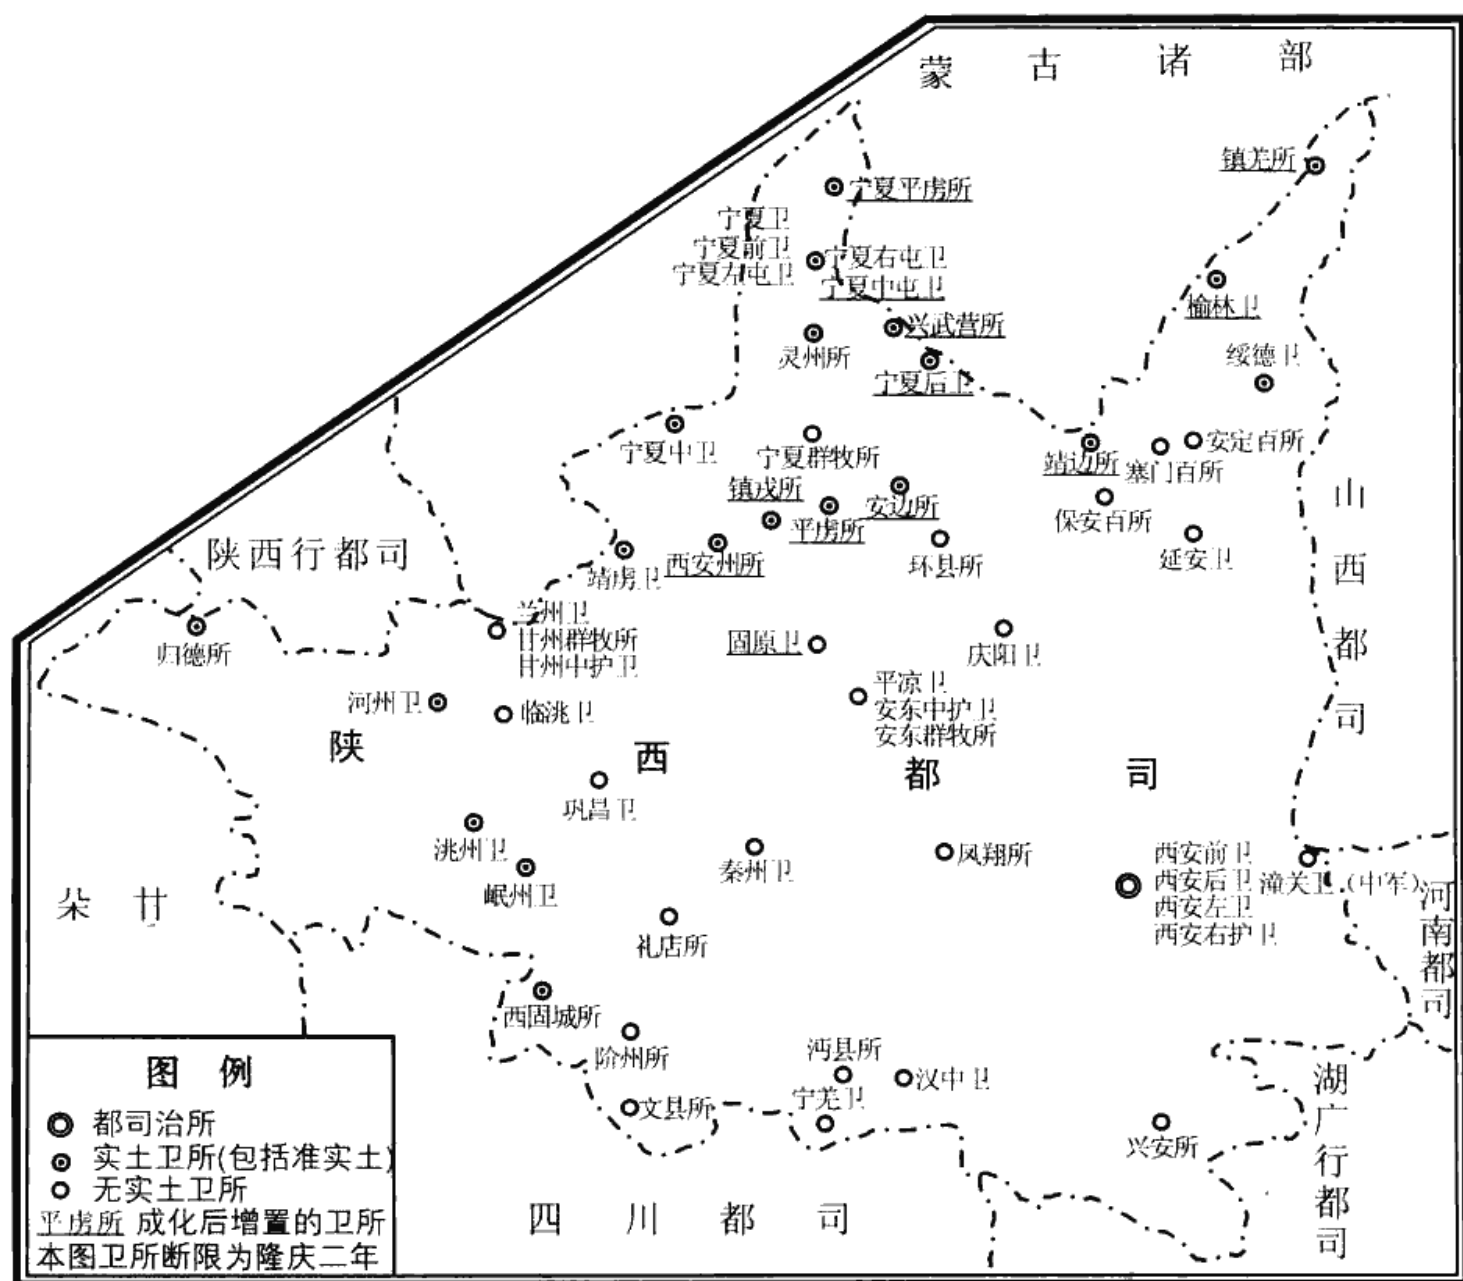 蒙古诸部
镇羌所
宁夏平虏所
宁夏卫
宁夏前卫
宁夏左屯卫
宁夏右屯卫
宁夏中屯卫
榆林卫
兴武营所
灵州所
宁夏后卫
绥德卫
宁夏中卫
宁夏群牧所
靖边所
塞门百所
安定百所
镇戎所
平虏所
安边所
保安百所
山西都司
陕西行都司
靖虏卫
西安州所
环县所
延安卫
归德所
兰州卫
甘州群牧所
甘州中护卫
固原卫
庆阳卫
河州卫
临洮卫
平凉卫
安东中护卫
安东群牧所
陕西都司
巩昌卫
洮州卫
岷州卫
秦州卫
凤翔所
西安前卫
西安后卫
西安左卫
西安右护卫
潼关卫(中军)
河南都司
朵甘
礼店所
西固城所
阶州所
文县所
沔县所
宁羌卫
汉中卫
兴安所
湖广行都司
四川都司
图例
都司治所
实土卫所(包括准实土)
无实土卫所
平虏所 成化后增置的卫所
本图卫所断限为隆庆二年